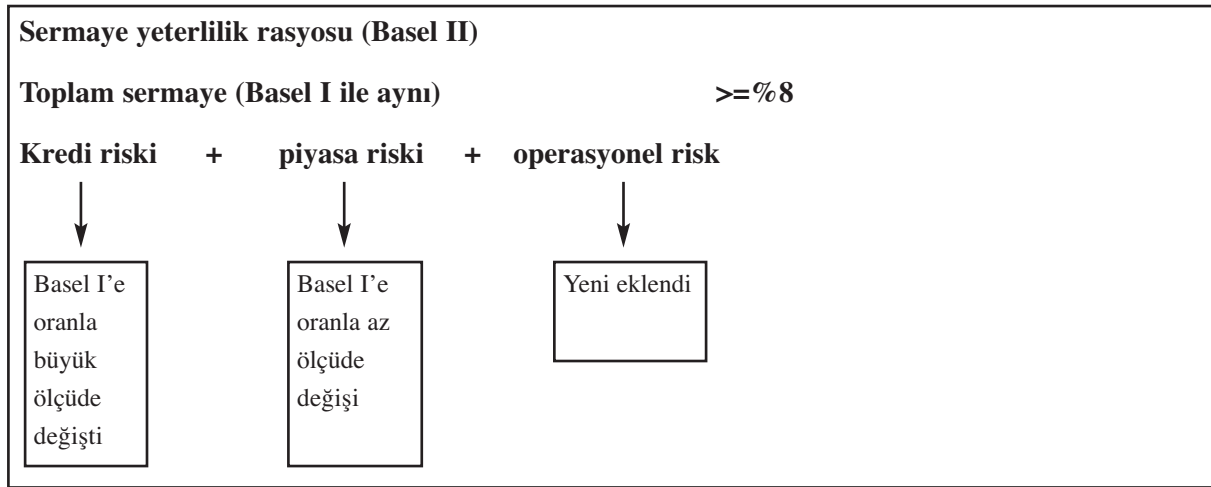 Sermaye yeterlilik rasyosu (Basel II)
Toplam sermaye (Basel I ile aynı) >=%8
Kredi riski + piyasa riski + operasyonel risk
Basel I’e
oranla
büyük
ölçüde
değişti
Basel I’e
oranla az
ölçüde
değişi
Yeni eklendi